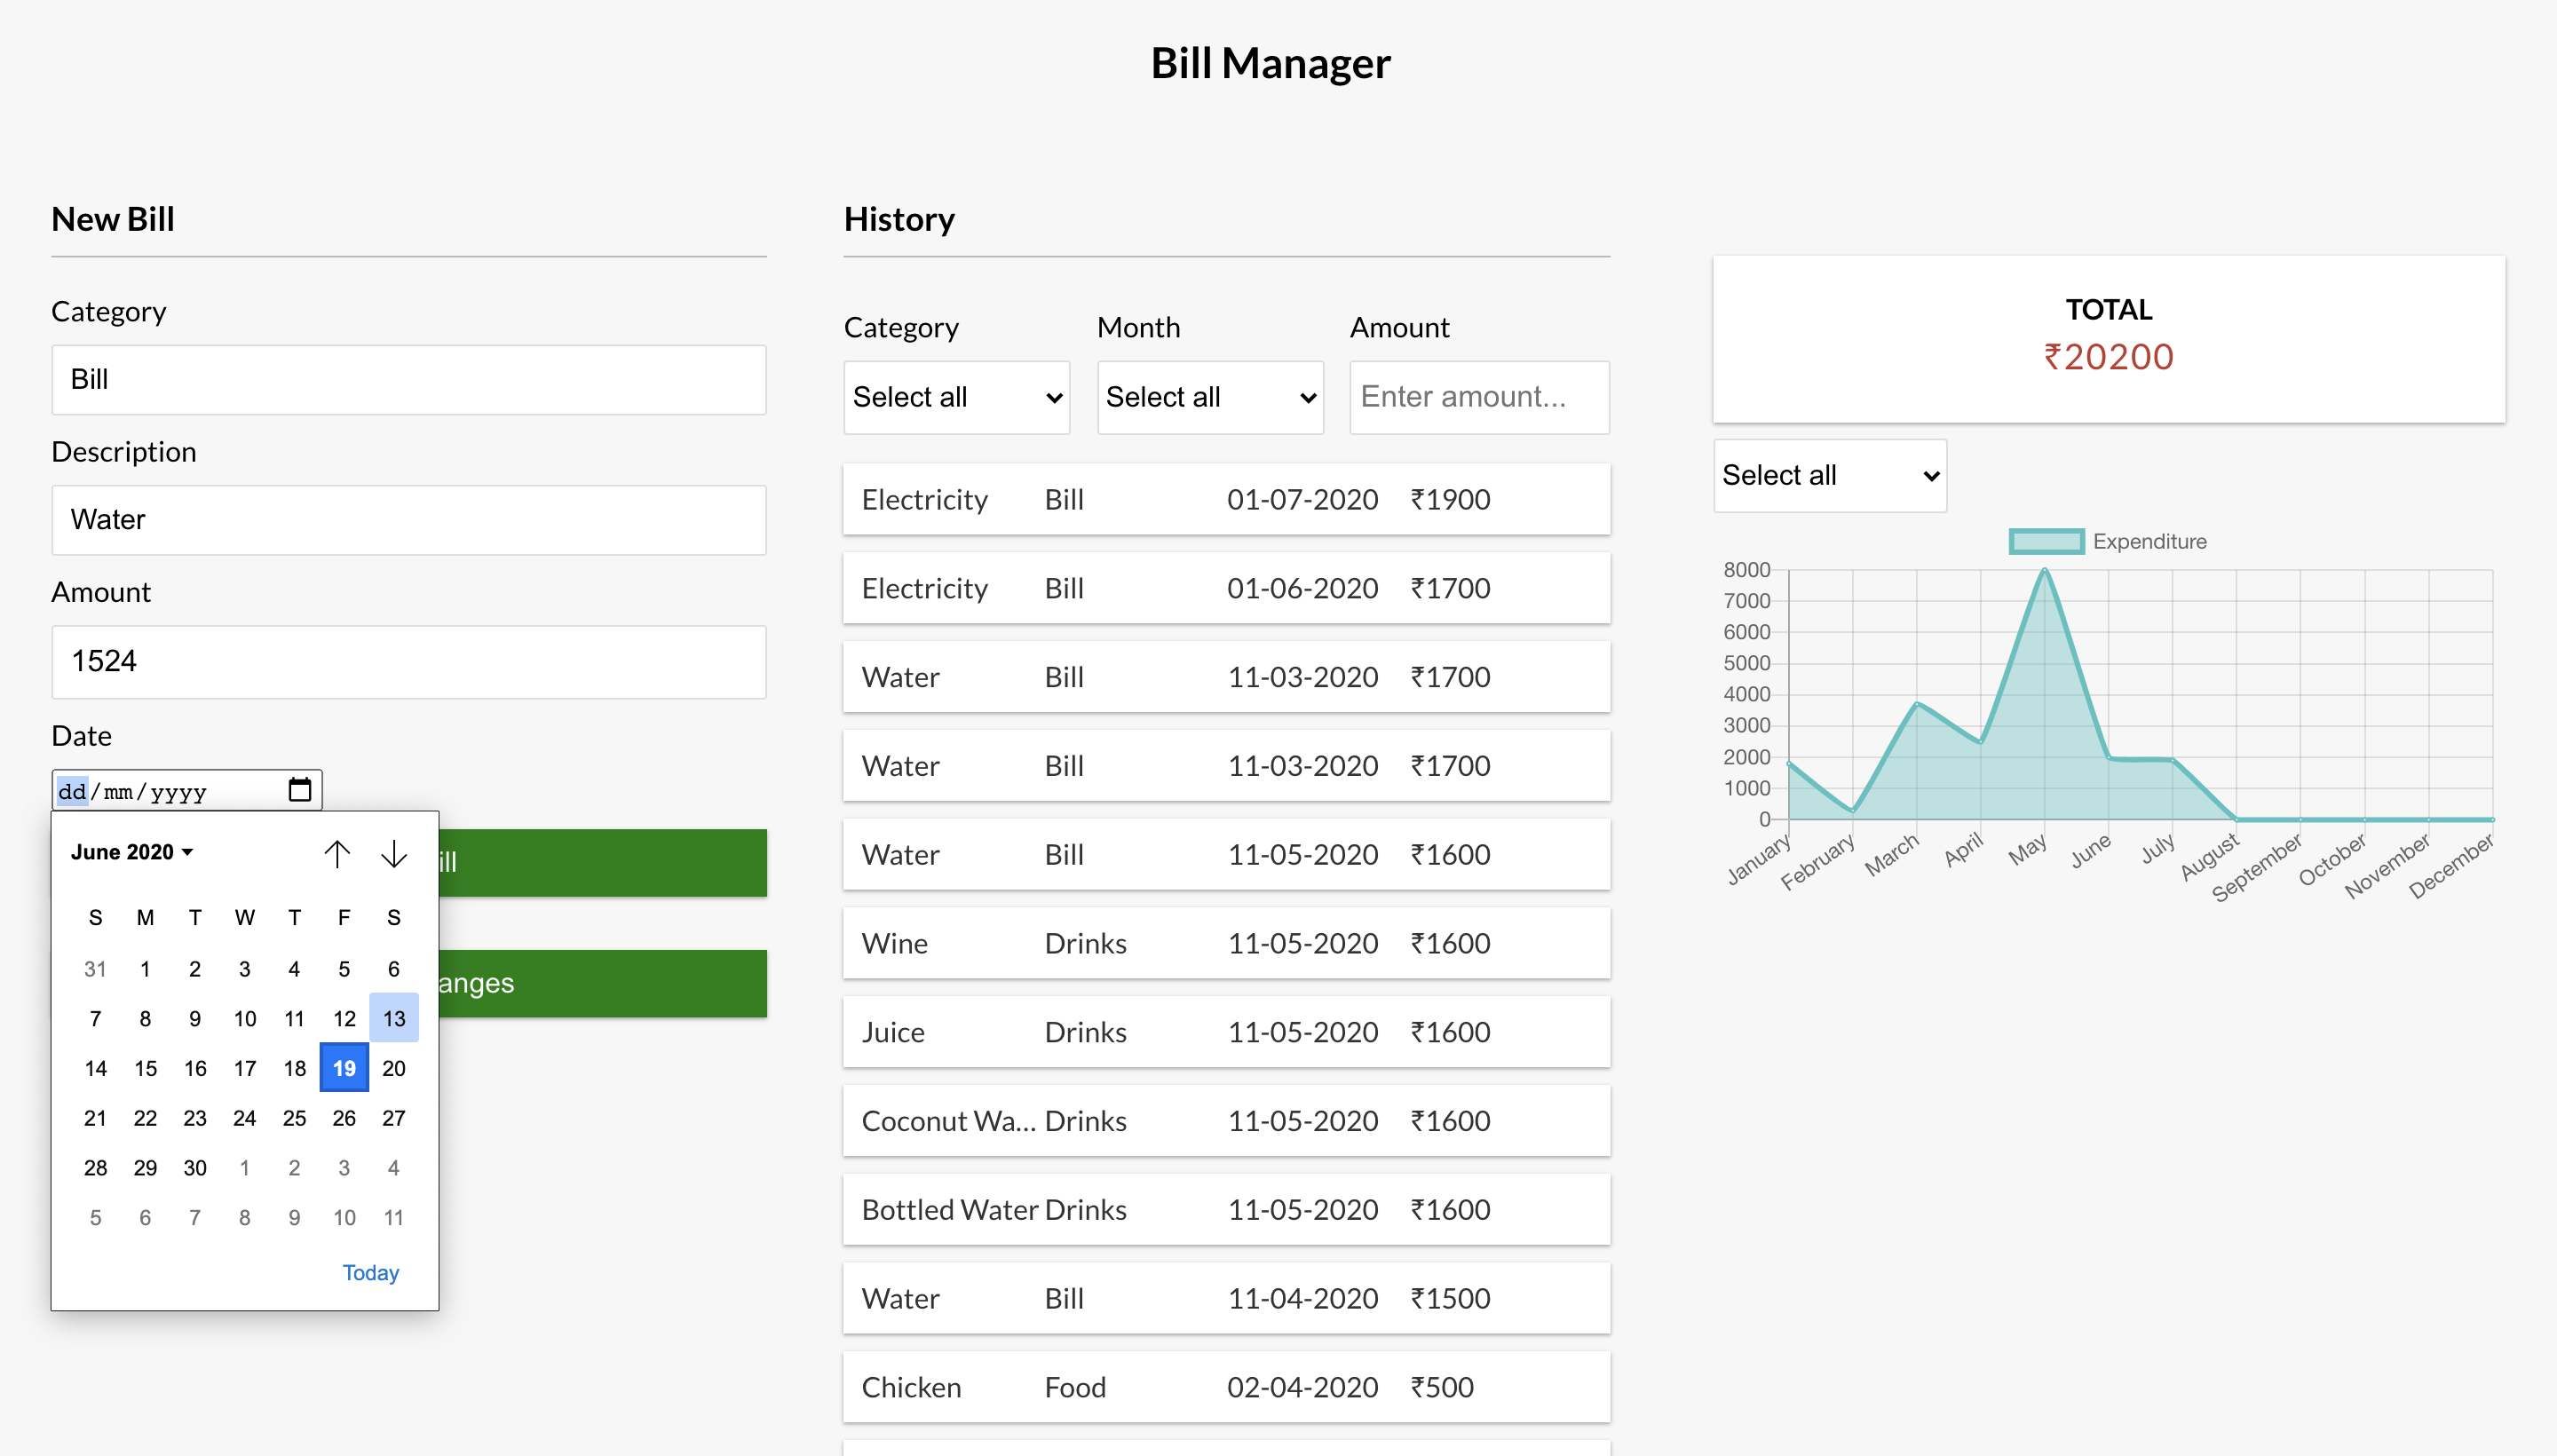 Bill Manager
New Bill
Category
Bill
Description
Water
Amount
1524
Date
dd/mm/yyyy
ill
anges
June 2020
S M T W T F S
31 1 2 3 4 5 6
7 8 9 10 11 12 13
14 15 16 17 18 19 20
21 22 23 24 25 26 27
28 29 30 1 2 3 4
5 6 7 8 9 10 11
Today
History
Category Month Amount
Select all Select all Enter amount...
Electricity Bill 01-07-2020 ₹1900
Electricity Bill 01-06-2020 ₹1700
Water Bill 11-03-2020 ₹1700
Water Bill 11-03-2020 ₹1700
Water Bill 11-05-2020 ₹1600
Wine Drinks 11-05-2020 ₹1600
Juice Drinks 11-05-2020 ₹1600
Coconut Wa... Drinks 11-05-2020 ₹1600
Bottled Water Drinks 11-05-2020 ₹1600
Water Bill 11-04-2020 ₹1500
Chicken Food 02-04-2020 ₹500
TOTAL
₹20200
Select all
Expenditure
8000
7000
6000
5000
4000
3000
2000
1000
0
January February March April May June July August September October November December